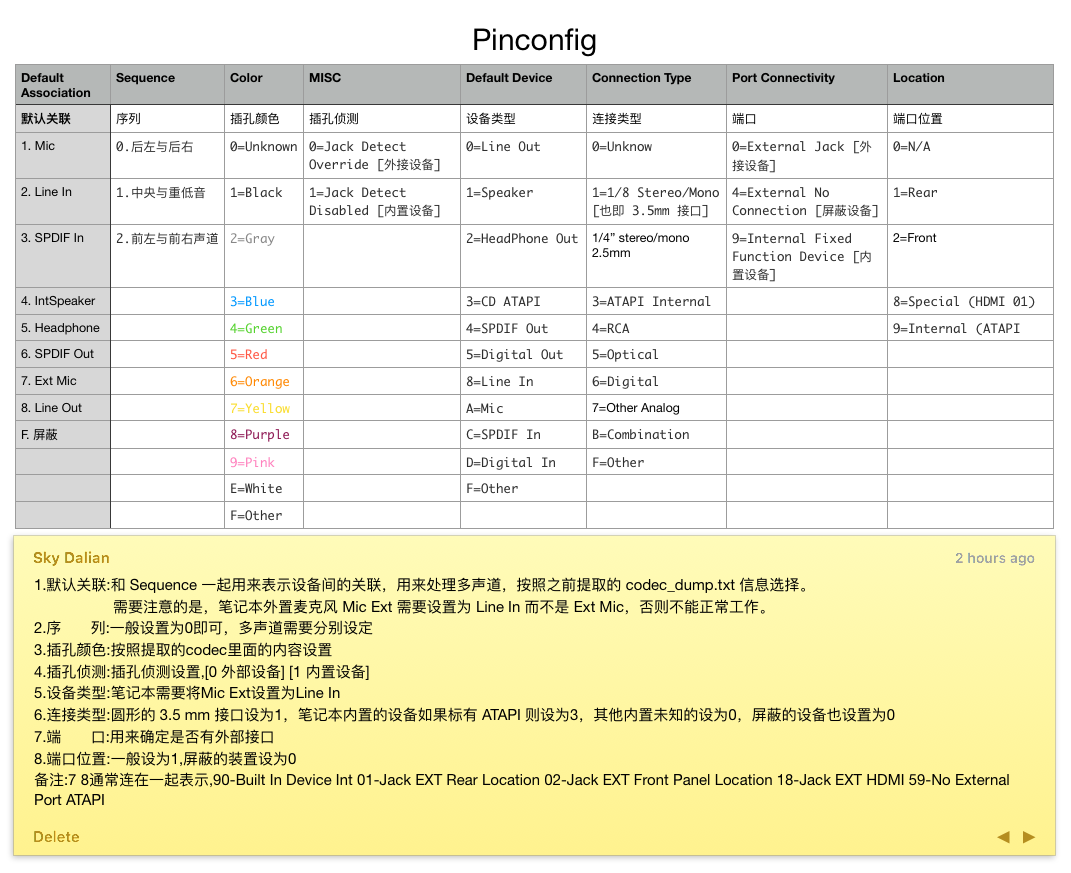 Pinconfig
Default Association	Sequence	Color	MISC	Default Device	Connection Type	Port Connectivity	Location
默认关联	序列	插孔颜色	插孔侦测	设备类型	连接类型	端口	端口位置
1. Mic	0.后左与后右	0=Unknown	0=Jack Detect Override [外接设备]	0=Line Out	0=Unknow	0=External Jack [外接设备]	0=N/A
2. Line In	1.中央与重低音	1=Black	1=Jack Detect Disabled [内置设备]	1=Speaker	1=1/8 Stereo/Mono [也即 3.5mm 接口]	4=External No Connection [屏蔽设备]	1=Rear
3. SPDIF In	2.前左与前右声道	2=Gray	2=HeadPhone Out	1/4” stereo/mono 2.5mm	9=Internal Fixed Function Device [内置设备]	2=Front
4. IntSpeaker	3=Blue	3=CD ATAPI	3=ATAPI Internal	8=Special (HDMI 01)
5. Headphone	4=Green	4=SPDIF Out	4=RCA	9=Internal (ATAPI
6. SPDIF Out	5=Red	5=Digital Out	5=Optical
7. Ext Mic	6=Orange	8=Line In	6=Digital
8. Line Out	7=Yellow	A=Mic	7=Other Analog
F. 屏蔽	8=Purple	C=SPDIF In	B=Combination
9=Pink	D=Digital In	F=Other
E=White	F=Other
F=Other
Sky Dalian	2 hours ago
1.默认关联:和 Sequence 一起用来表示设备间的关联，用来处理多声道，按照之前提取的 codec_dump.txt 信息选择。
需要注意的是，笔记本外置麦克风 Mic Ext 需要设置为 Line In 而不是 Ext Mic，否则不能正常工作。
2.序　　列:一般设置为0即可，多声道需要分别设定
3.插孔颜色:按照提取的codec里面的内容设置
4.插孔侦测:插孔侦测设置,[0 外部设备] [1 内置设备]
5.设备类型:笔记本需要将Mic Ext设置为Line In
6.连接类型:圆形的 3.5 mm 接口设为1，笔记本内置的设备如果标有 ATAPI 则设为3，其他内置未知的设为0，屏蔽的设备也设置为0
7.端　　口:用来确定是否有外部接口
8.端口位置:一般设为1,屏蔽的装置设为0
备注:7 8通常连在一起表示,90-Built In Device Int 01-Jack EXT Rear Location 02-Jack EXT Front Panel Location 18-Jack EXT HDMI 59-No External
Port ATAPI
Delete	◀ ▶